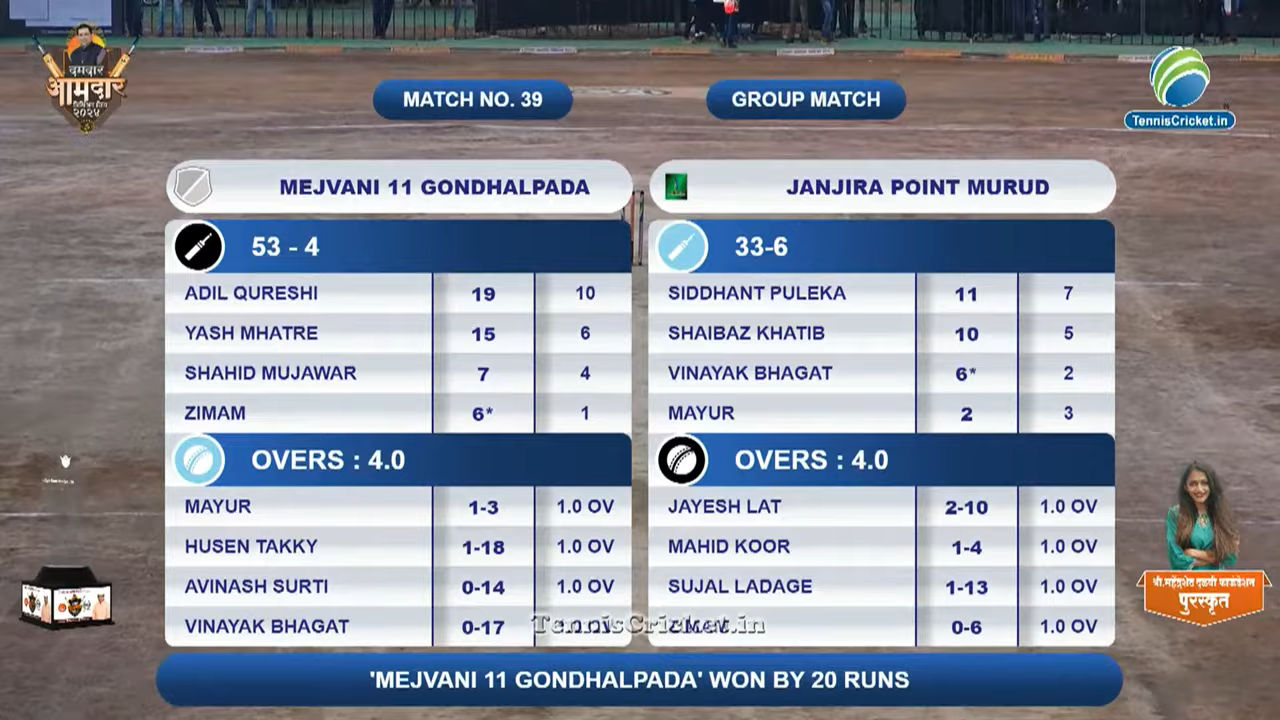 दमदार
आमदार
२०२४
MATCH NO. 39
GROUP MATCH
TennisCricket.in
MEJVANI 11 GONDHALPADA
53 - 4
ADIL QURESHI 19 10
YASH MHATRE 15 6
SHAHID MUJAWAR 7 4
ZIMAM 6* 1
OVERS : 4.0
MAYUR 1-3 1.0 OV
HUSEN TAKKY 1-18 1.0 OV
AVINASH SURTI 0-14 1.0 OV
VINAYAK BHAGAT 0-17
JANJIRA POINT MURUD
33-6
SIDDHANT PULEKA 11 7
SHAIBAZ KHATIB 10 5
VINAYAK BHAGAT 6* 2
MAYUR 2 3
OVERS : 4.0
JAYESH LAT 2-10 1.0 OV
MAHID KOOR 1-4 1.0 OV
SUJAL LADAGE 1-13 1.0 OV
0-6 1.0 OV
TennisCricket.in
'MEJVANI 11 GONDHALPADA' WON BY 20 RUNS
पुरस्कृत